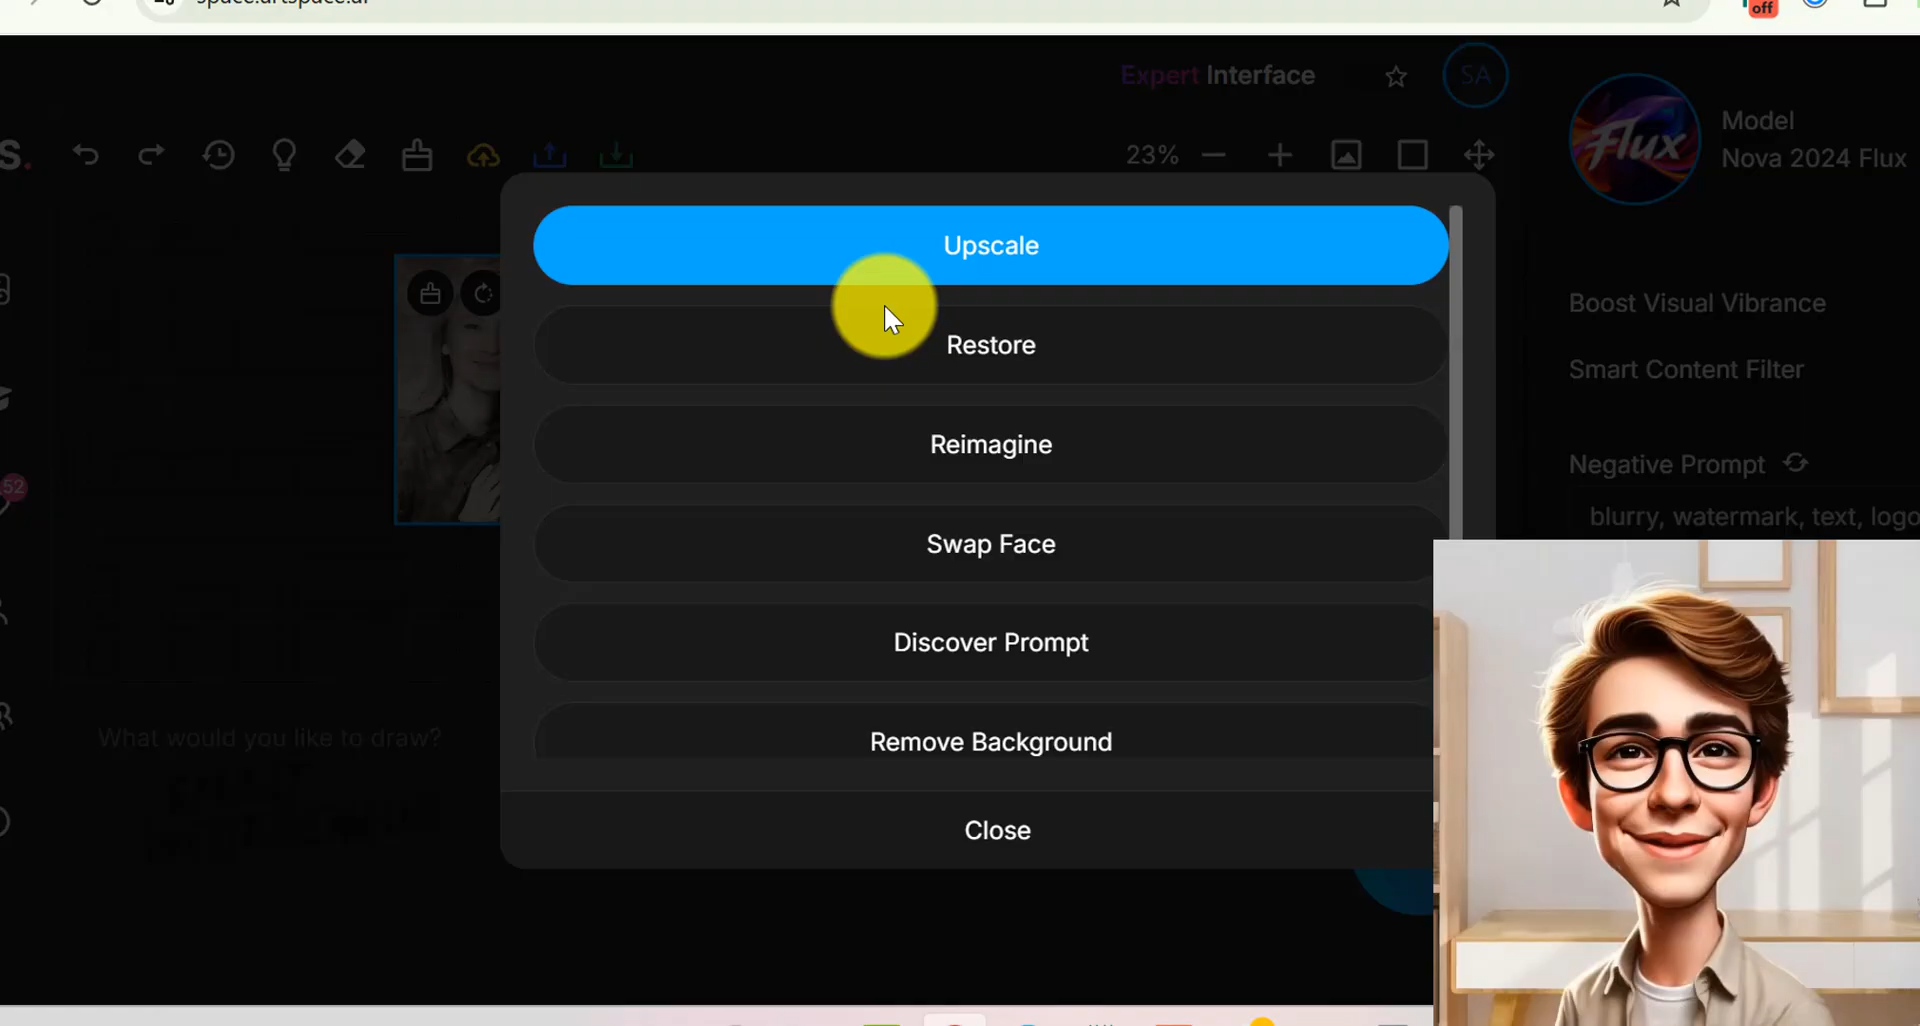 off
Expert Interface
SA
Flux
Model
Nova 2024 Flux
S.
23%
Upscale
Restore
Reimagine
Swap Face
Discover Prompt
Remove Background
Close
Boost Visual Vibrance
Smart Content Filter
Negative Prompt
blurry, watermark, text, logo
52
What would you like to draw?